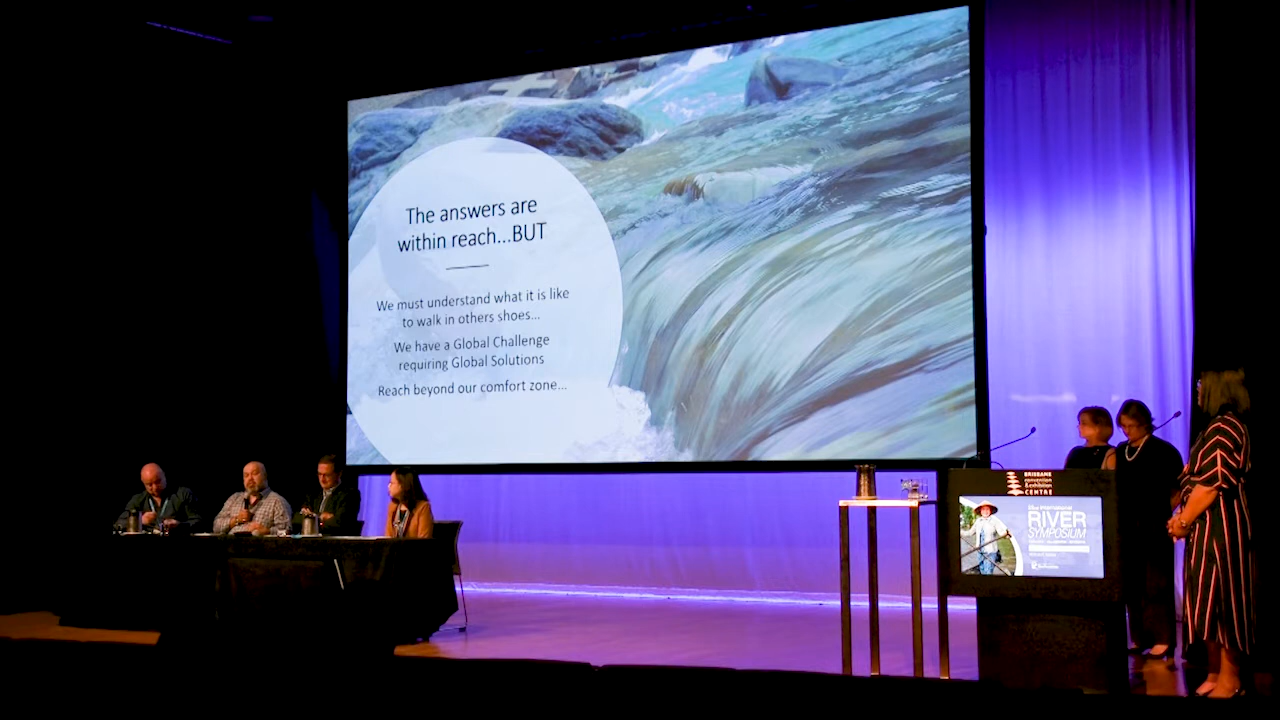 The answers are
within reach...BUT
We must understand what it is like
to walk in others shoes...
We have a Global Challenge
requiring Global Solutions
Reach beyond our comfort zone...
BRISBANE
convention
& exhibition
CENTRE
RIVER
SYMPOSIUM